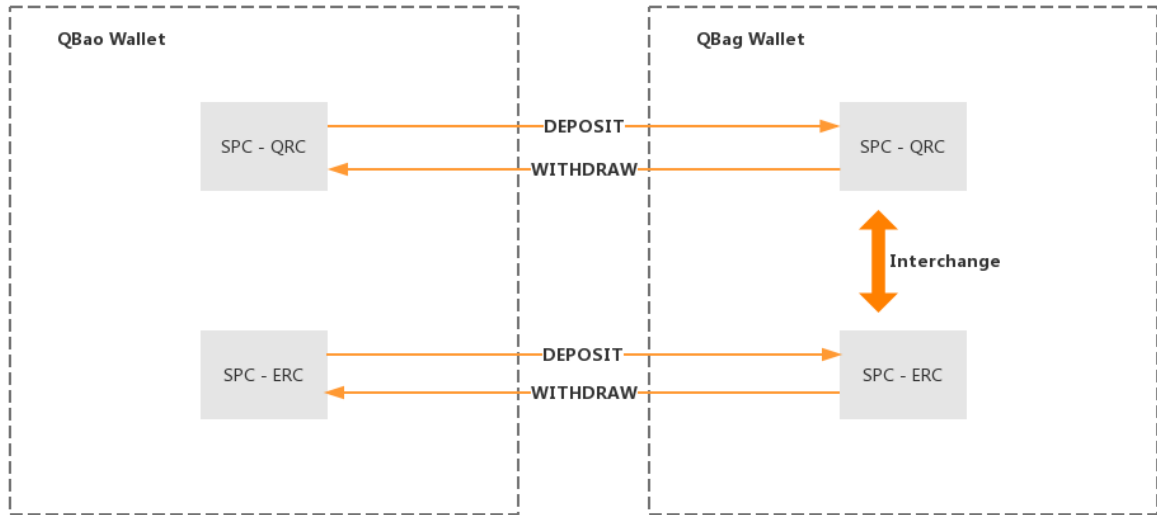 QBao Wallet
QBag Wallet
SPC - QRC
DEPOSIT
WITHDRAW
SPC - QRC
Interchange
SPC - ERC
DEPOSIT
WITHDRAW
SPC - ERC